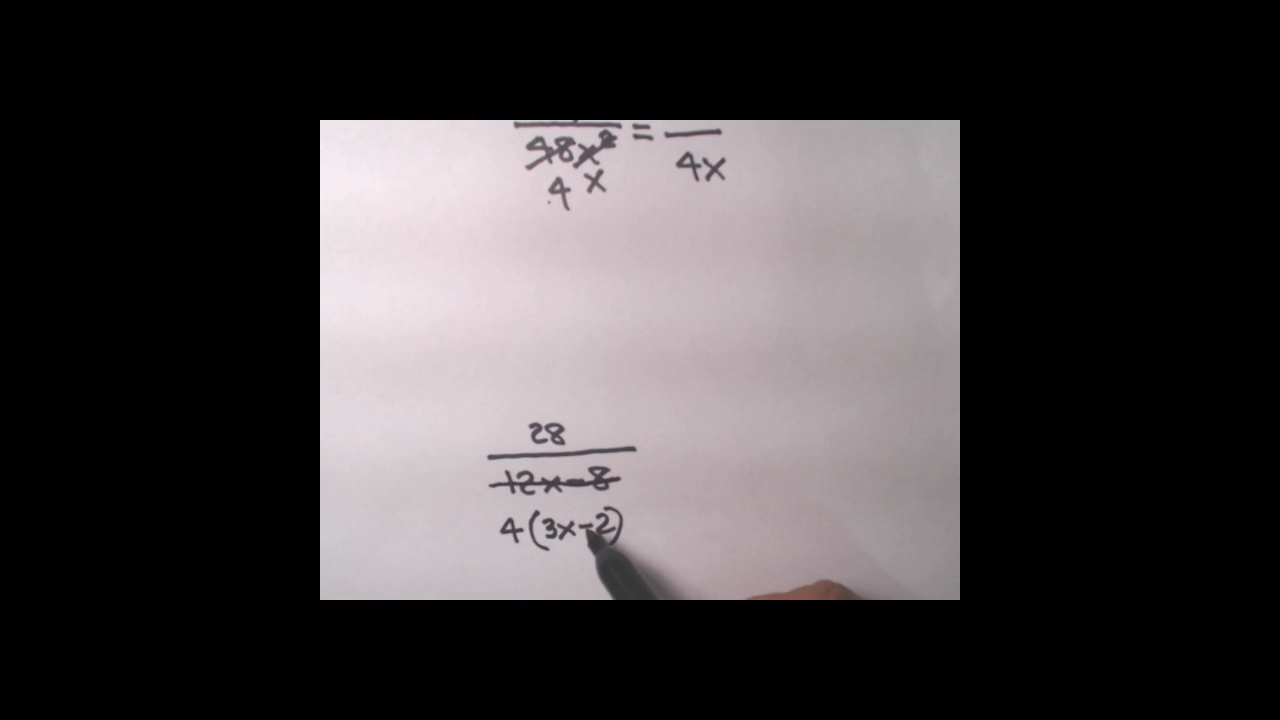 48x² = 
4 x 4x
28
12x-8
4(3x-2)